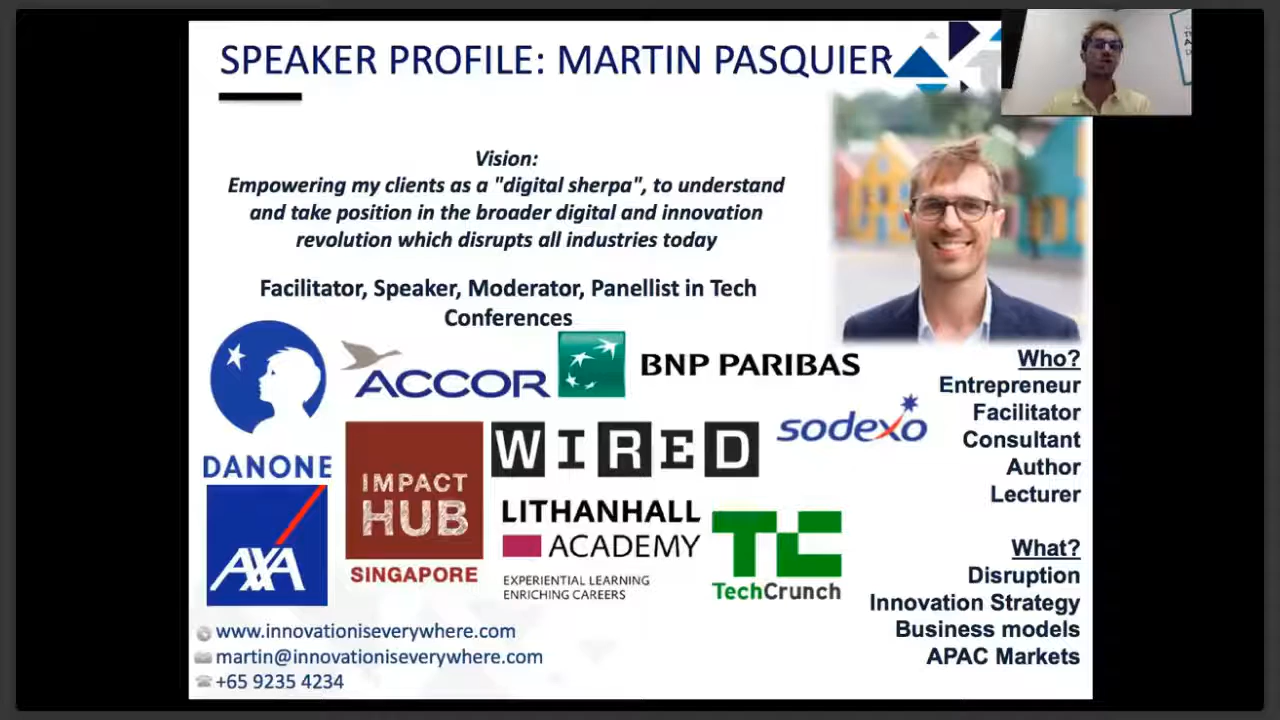 SPEAKER PROFILE: MARTIN PASQUIER
Vision:
Empowering my clients as a "digital sherpa", to understand
and take position in the broader digital and innovation
revolution which disrupts all industries today
Facilitator, Speaker, Moderator, Panellist in Tech
Conferences
DANONE
ACCOR
BNP PARIBAS
sodexo
AXA
IMPACT
HUB
SINGAPORE
WIRED
LITHANHALL
ACADEMY
EXPERIENTIAL LEARNING
ENRICHING CAREERS
TC
TechCrunch
Who?
Entrepreneur
Facilitator
Consultant
Author
Lecturer
What?
Disruption
Innovation Strategy
Business models
APAC Markets
www.innovationiseverywhere.com
martin@innovationiseverywhere.com
+65 9235 4234